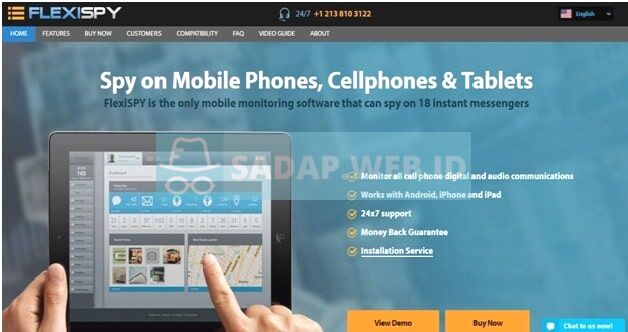 FLEXISPY
24/7 +1 213 810 3122
English
HOME FEATURES BUY NOW CUSTOMERS COMPATIBILITY FAQ VIDEO GUIDE ABOUT
Spy on Mobile Phones, Cellphones & Tablets
FlexiSPY is the only mobile monitoring software that can spy on 18 instant messengers
SADAP WEB.ID
Monitor all cell phone digital and audio communications
Works with Android, iPhone and iPad
24x7 support
Money Back Guarantee
Installation Service
Dashboard
View Demo
Buy Now
Chat to us now!